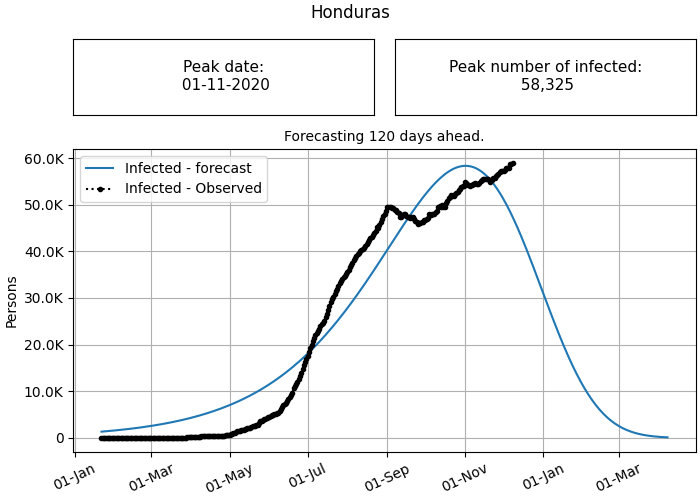 Honduras
Peak date:
01-11-2020
Peak number of infected:
58,325
Forecasting 120 days ahead.
Infected - forecast
Infected - Observed
60.0K
50.0K
40.0K
30.0K
20.0K
10.0K
0
Persons
01-Jan
01-Mar
01-May
01-Jul
01-Sep
01-Nov
01-Jan
01-Mar